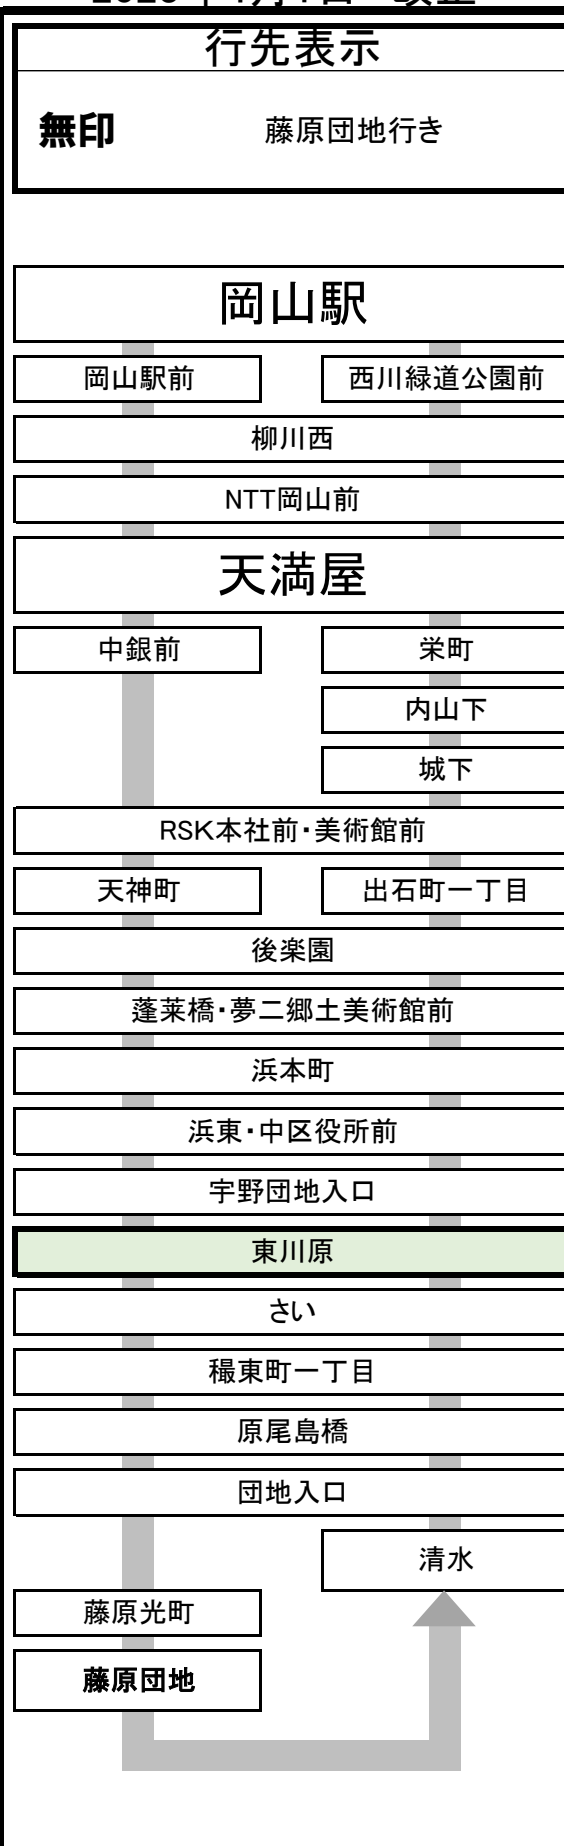 行先表示
無印 藤原団地行き
岡山駅
岡山駅前 西川緑道公園前
柳川西
NTT岡山前
天満屋
中銀前 栄町
内山下
城下
RSK本社前・美術館前
天神町 出石町一丁目
後楽園
蓬莱橋・夢二郷土美術館前
浜本町
浜東・中区役所前
宇野団地入口
東川原
さい
穝東町一丁目
原尾島橋
団地入口
清水
藤原光町
藤原団地